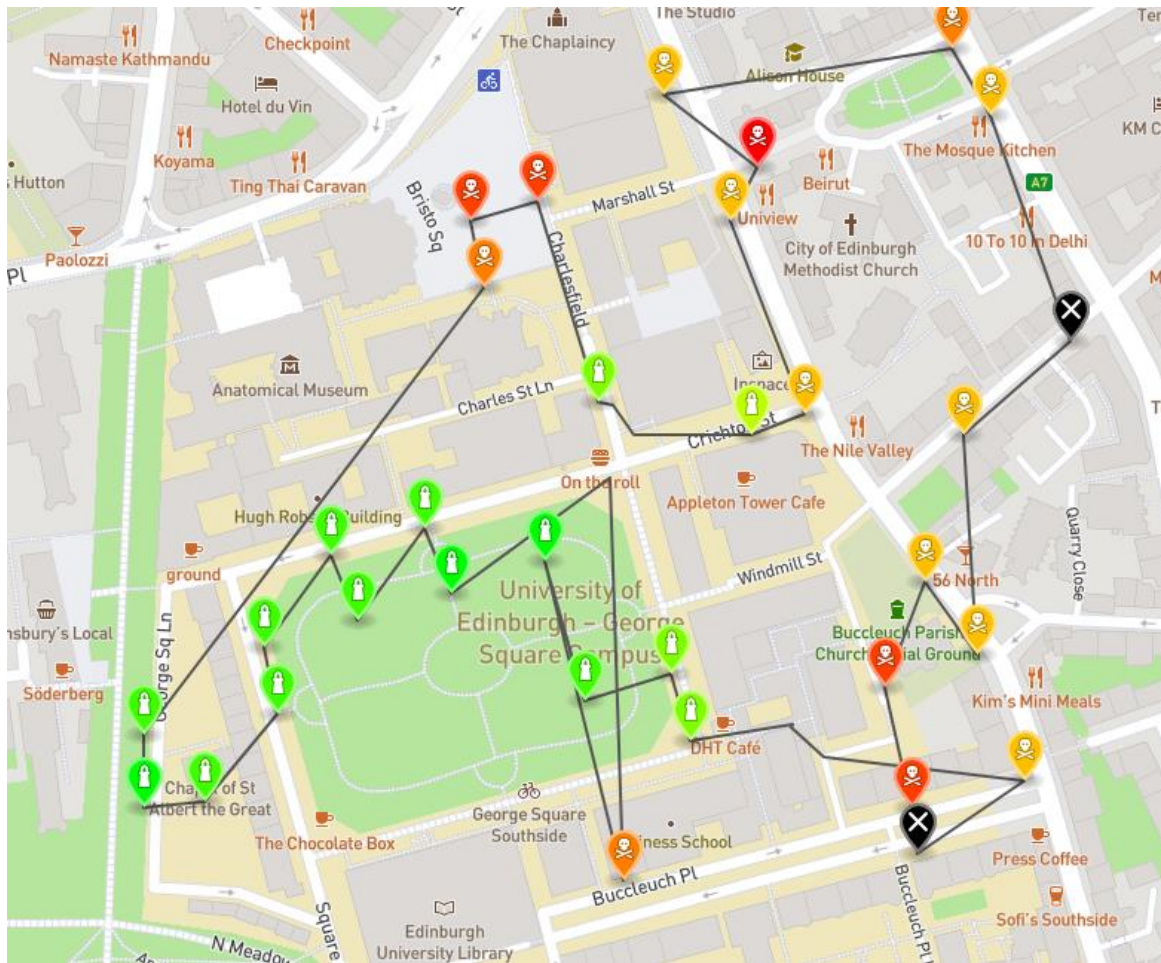 The Studio
The Chaplaincy
Namaste Kathmandu
Checkpoint
Alison House
Hotel du Vin
KM C
Koyama
The Mosque Kitchen
s Hutton
Ting Thai Caravan
Beirut
A7
Marshall St
Uniview
Bristo Sq
Paolozzi
City of Edinburgh
Methodist Church
10 To 10 In Delhi
Pl
Charlesfield
Anatomical Museum
Charles St Ln
Crichton St
The Nile Valley
On the roll
Appleton Tower Cafe
Hugh Rob Building
Quarry Close
ground
Windmill St
56 North
University of
Edinburgh – George
Square Campus
nsbury's Local
Buccleuch Parish
Church Burial Ground
George Sq Ln
Söderberg
Kim's Mini Meals
DHT Café
of St
Albert the Great
George Square
Southside
The Chocolate Box
iness School
Press Coffee
Buccleuch Pl
Edinburgh
University Library
Square
Buccleuch Pl
Sofi's Southside
N Meadow